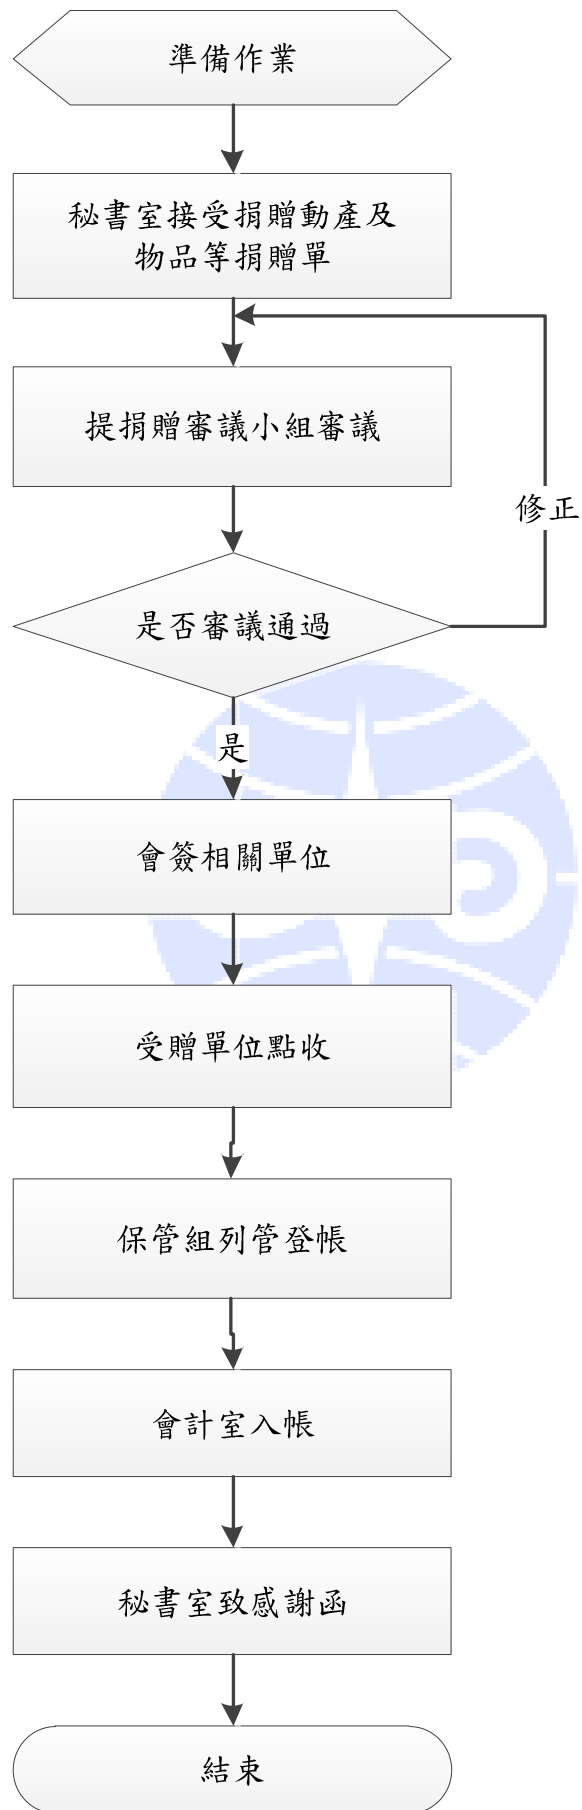 準備作業
秘書室接受捐贈動產及
物品等捐贈單
提捐贈審議小組審議
修正
是否審議通過
是
會簽相關單位
受贈單位點收
保管組列管登帳
會計室入帳
秘書室致感謝函
結束